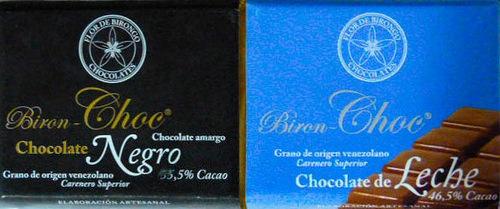 FLOR DE BIRONGO
CHOCOLATES
Biron-Choc®
Chocolate amargo
Chocolate Negro
Grano de origen venezolano
Carenero Superior
5,5% Cacao
ELABORACIÓN ARTESANAL
FLOR DE BIRONGO
CHOCOLATES
Biron-Choc®
Grano de origen venezolano
Carenero Superior
Chocolate de Leche
46,5% Cacao
ELABORACIÓN ARTESANAL